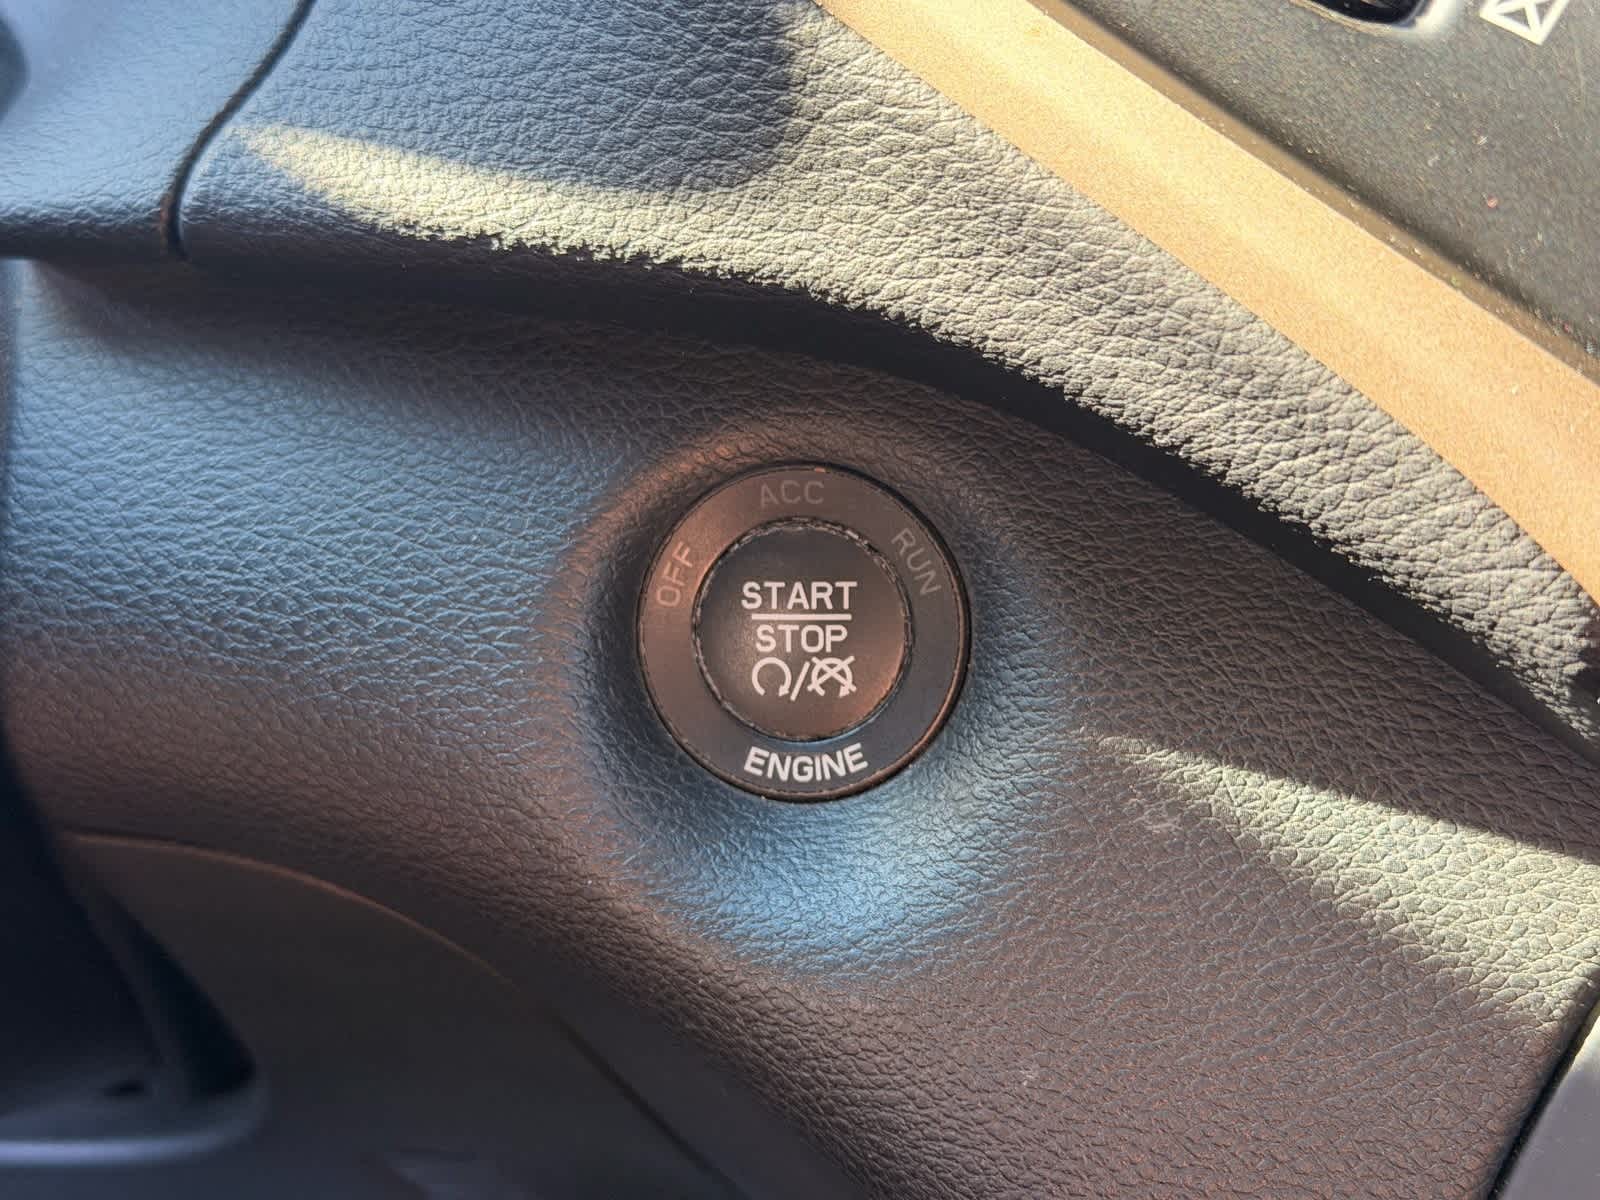 ACC
OFF
RUN
START
STOP
ENGINE